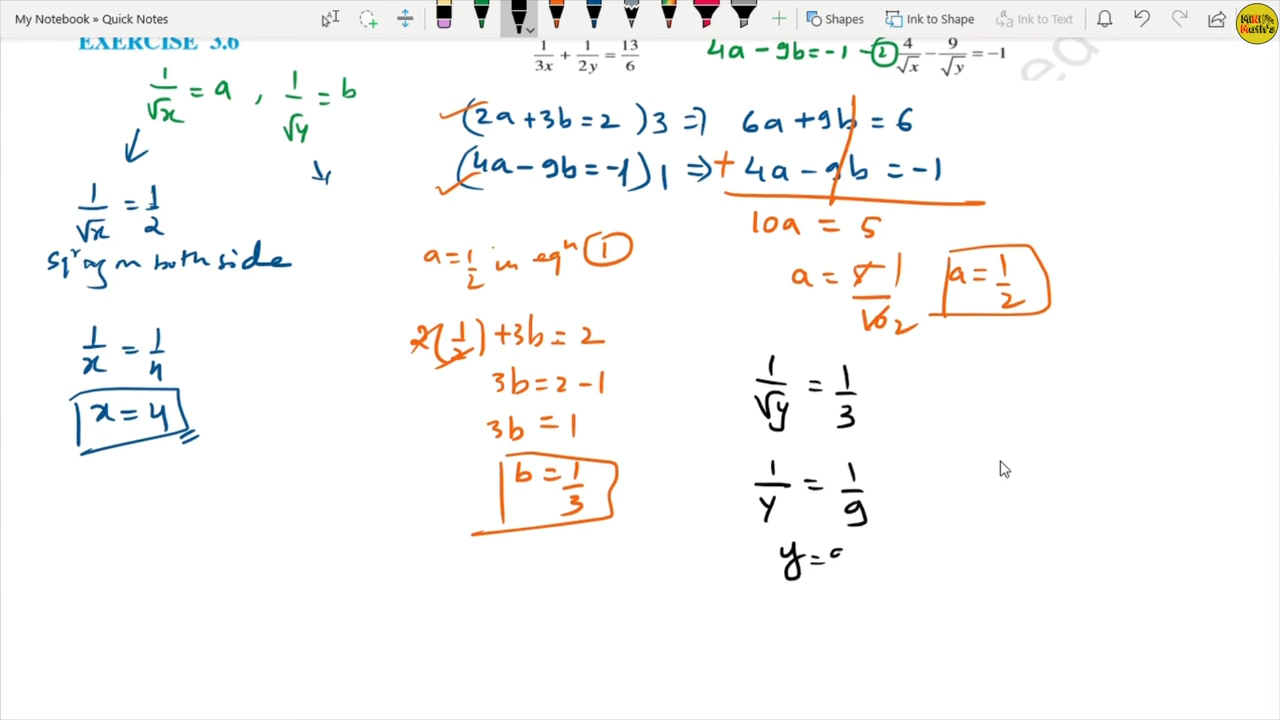 My Notebook » Quick Notes
Shapes
Ink to Shape
Ink to Text
MIKE Math's
EXERCISE 3.6
1/3x + 1/2y = 13/6
4a - 9b = -1 - ②
4/√x - 9/√y = -1
1/√x = a , 1/√y = b
(2a + 3b = 2 ) 3 ⇒ 6a + 9b = 6
(4a - 9b = -1) 1 ⇒ + 4a - 9b = -1
10a = 5
1/√x = 1/2
both side
a = 1/2 in eqⁿ ①
a = 5 1/10 2
a = 1/2
1/x = 1/4
x = 4
2(1/2) + 3b = 2
3b = 2 - 1
3b = 1
b = 1/3
1/√y = 1/3
1/y = 1/9
y =